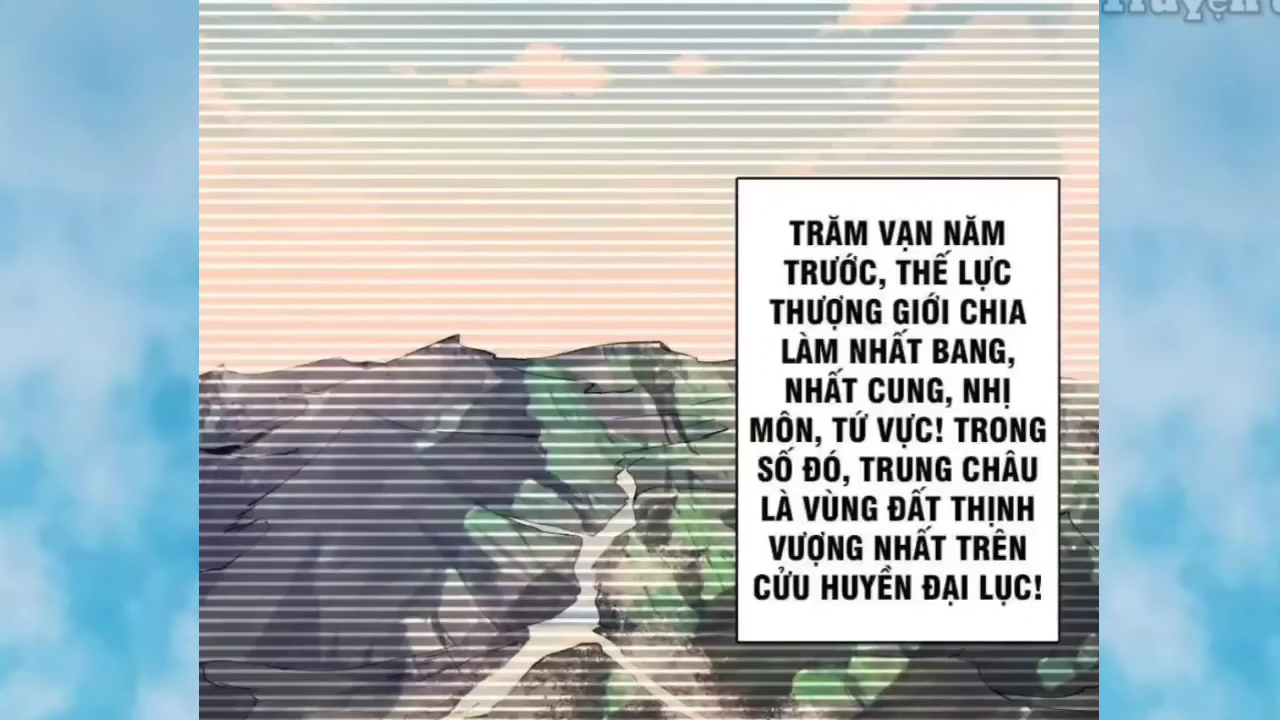 Truyện
TRĂM VẠN NĂM
TRƯỚC, THẾ LỰC
THƯỢNG GIỚI CHIA
LÀM NHẤT BANG,
NHẤT CUNG, NHỊ
MÔN, TỨ VỰC! TRONG
SỐ ĐÓ, TRUNG CHÂU
LÀ VÙNG ĐẤT THỊNH
VƯỢNG NHẤT TRÊN
CỬU HUYỀN ĐẠI LỤC!